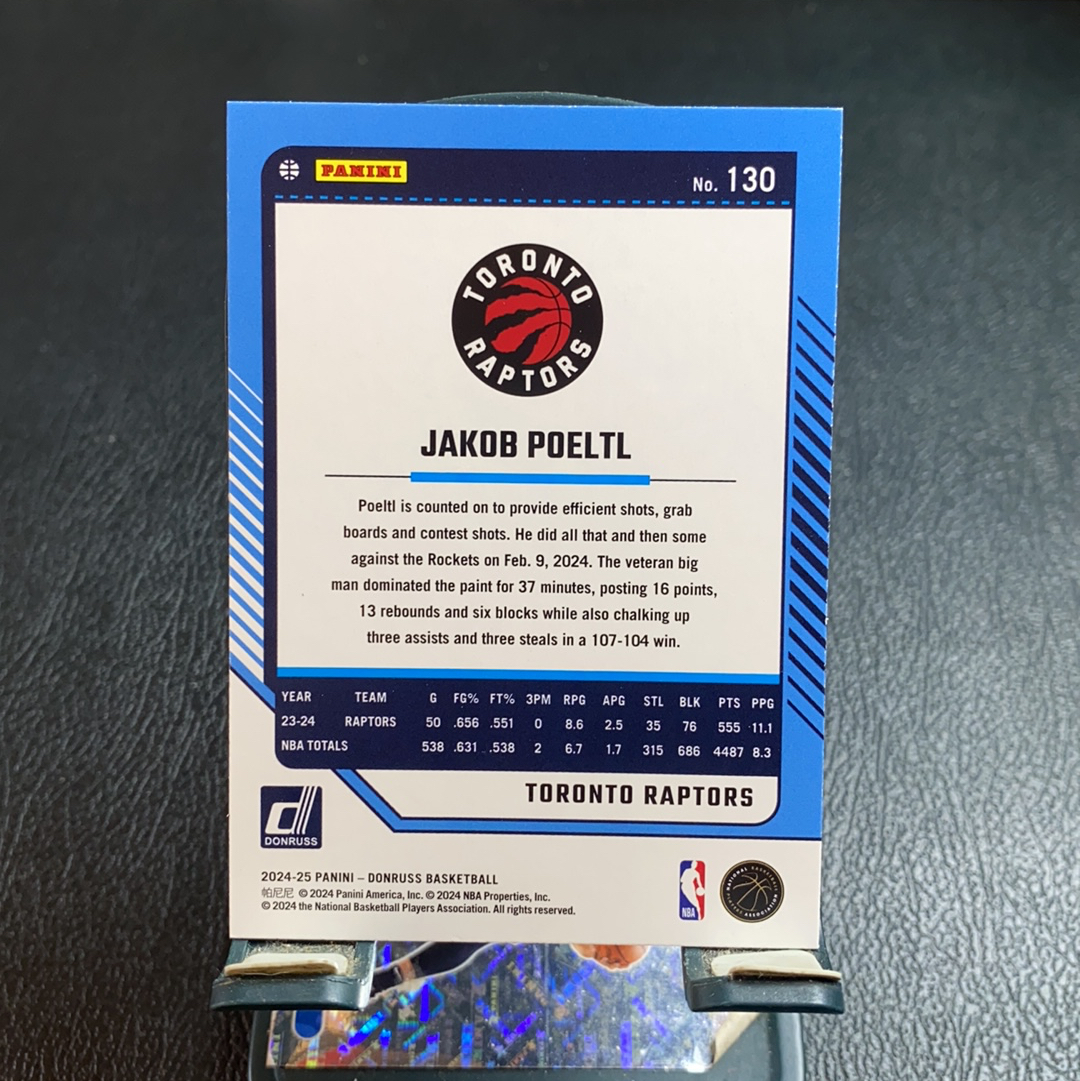 PANINI
No. 130
TORONTO
RAPTORS
JAKOB POELTL
Poeltl is counted on to provide efficient shots, grab
boards and contest shots. He did all that and then some
against the Rockets on Feb. 9, 2024. The veteran big
man dominated the paint for 37 minutes, posting 16 points,
13 rebounds and six blocks while also chalking up
three assists and three steals in a 107-104 win.
YEAR TEAM G FG% FT% 3PM RPG APG STL BLK PTS PPG
23-24 RAPTORS 50 .656 .551 0 8.6 2.5 35 76 555 11.1
NBA TOTALS 538 .631 .538 2 6.7 1.7 315 686 4487 8.3
TORONTO RAPTORS
DONRUSS
2024-25 PANINI – DONRUSS BASKETBALL
帕尼尼 © 2024 Panini America, Inc. © 2024 NBA Properties, Inc.
© 2024 the National Basketball Players Association. All rights reserved.
NBA
NATIONAL BASKETBALL
PLAYERS ASSOCIATION